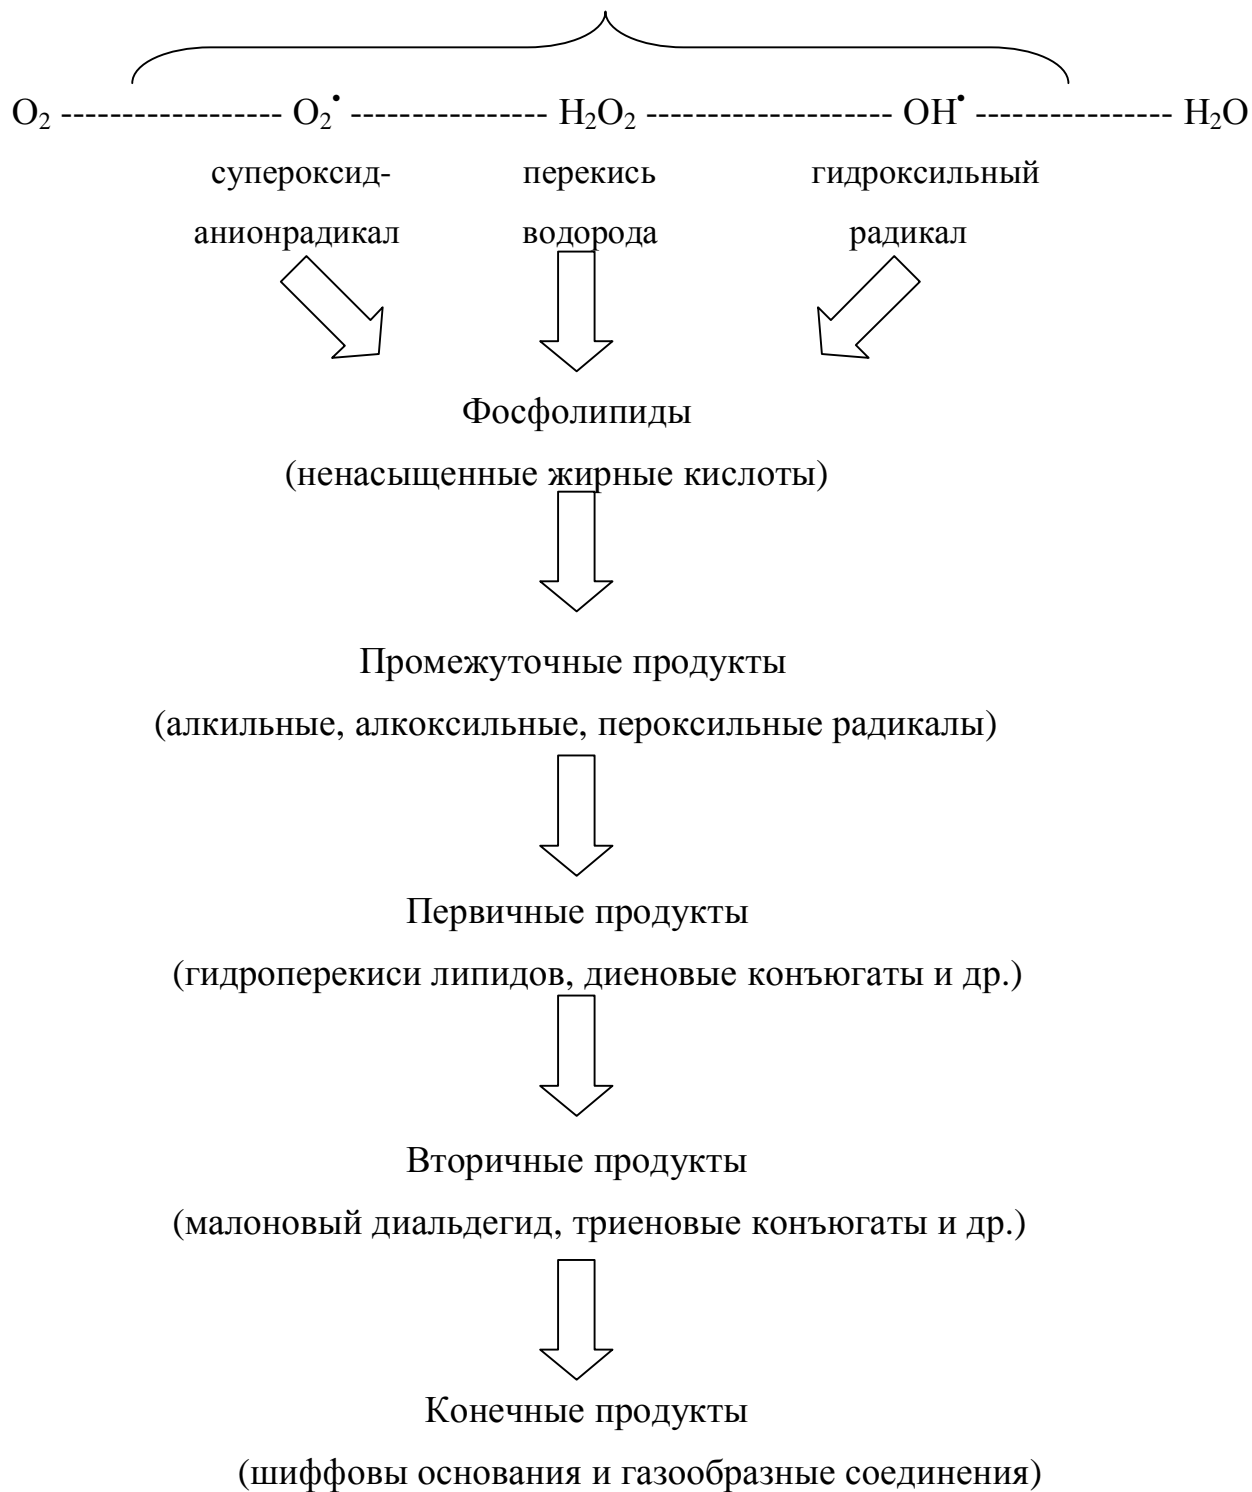 O₂ ------------------ O₂• ---------------- H₂O₂ -------------------- OH• ---------------- H₂O
супероксид- перекись гидроксильный
анионрадикал водорода радикал
Фосфолипиды
(ненасыщенные жирные кислоты)
Промежуточные продукты
(алкильные, алкоксильные, пероксильные радикалы)
Первичные продукты
(гидроперекиси липидов, диеновые конъюгаты и др.)
Вторичные продукты
(малоновый диальдегид, триеновые конъюгаты и др.)
Конечные продукты
(шиффовы основания и газообразные соединения)